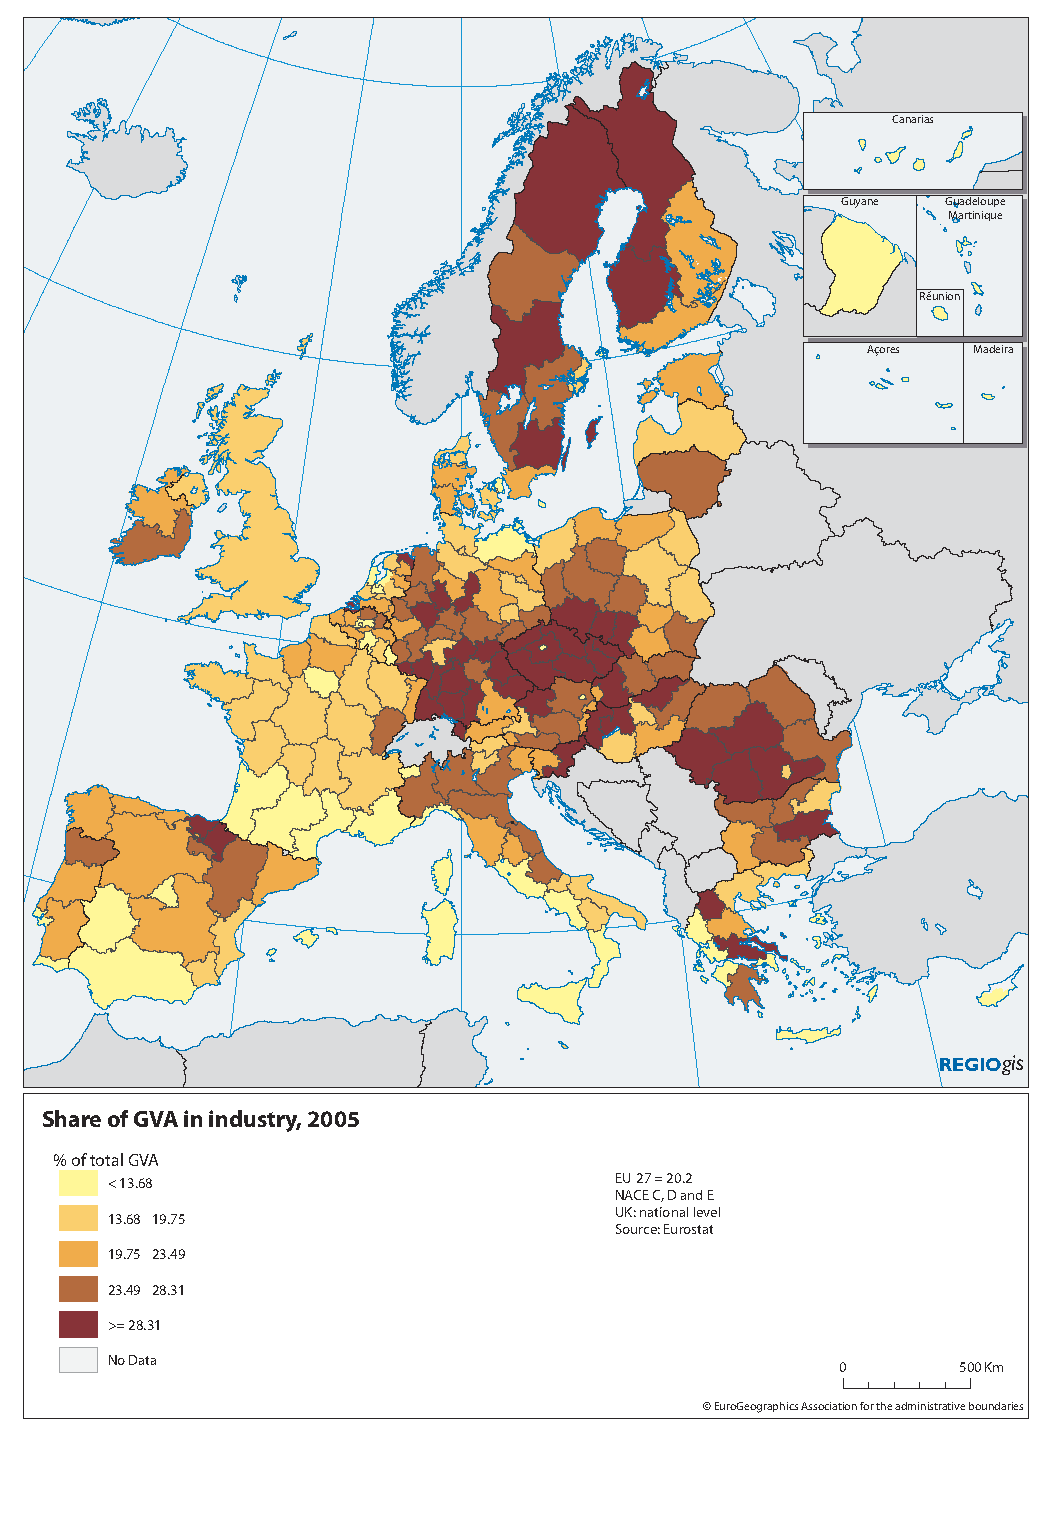 Canarias
Guyane
Guadeloupe
Martinique
Réunion
Açores
Madeira
REGIOgis
Share of GVA in industry, 2005
% of total GVA
< 13.68
13.68 19.75
19.75 23.49
23.49 28.31
>= 28.31
No Data
EU 27 = 20.2
NACE C, D and E
UK: national level
Source: Eurostat
0 500 Km
© EuroGeographics Association for the administrative boundaries